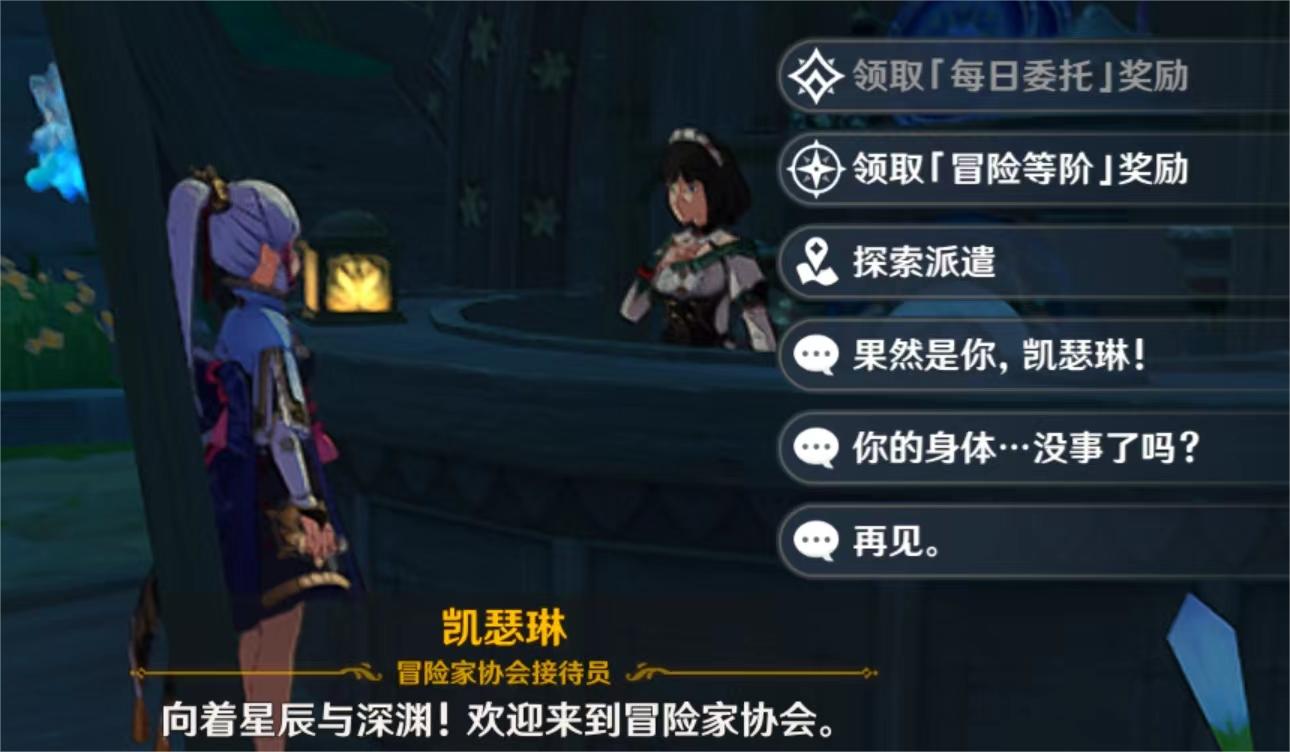 领取「每日委托」奖励
领取「冒险等阶」奖励
探索派遣
果然是你，凯瑟琳！
你的身体…没事了吗？
再见。
凯瑟琳
冒险家协会接待员
向着星辰与深渊！欢迎来到冒险家协会。